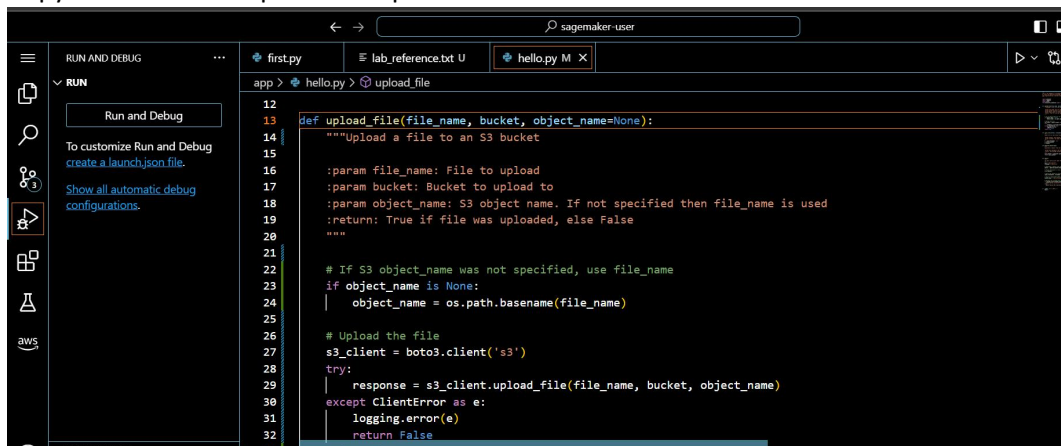 sagemaker-user
RUN AND DEBUG
RUN
Run and Debug
To customize Run and Debug
create a launch.json file.
Show all automatic debug
configurations.
3
aws
first.py
lab_reference.txt U
hello.py M
app > hello.py > upload_file
12
13 def upload_file(file_name, bucket, object_name=None):
14 """Upload a file to an S3 bucket
15
16 :param file_name: File to upload
17 :param bucket: Bucket to upload to
18 :param object_name: S3 object name. If not specified then file_name is used
19 :return: True if file was uploaded, else False
20 """
21
22 # If S3 object_name was not specified, use file_name
23 if object_name is None:
24 object_name = os.path.basename(file_name)
25
26 # Upload the file
27 s3_client = boto3.client('s3')
28 try:
29 response = s3_client.upload_file(file_name, bucket, object_name)
30 except ClientError as e:
31 logging.error(e)
32 return False